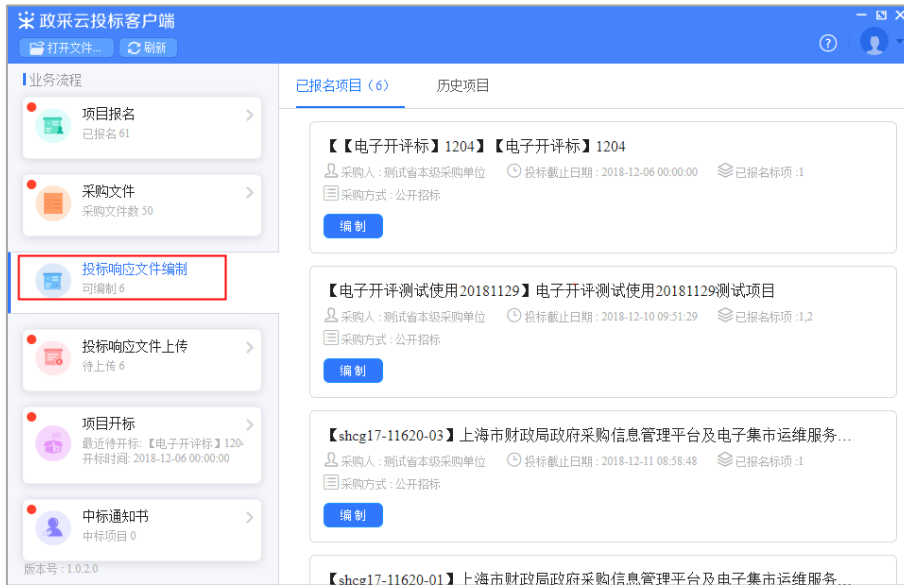 政采云投标客户端
打开文件...
刷新
业务流程
项目报名
已报名 61
采购文件
采购文件数 50
投标响应文件编制
可编制 6
投标响应文件上传
待上传 6
项目开标
最近待开标: 【电子开评标】120
开标时间: 2018-12-06 00:00:00
中标通知书
中标项目 0
版本号 : 1.0.2.0
已报名项目（6） 历史项目
【【电子开评标】1204】【电子开评标】1204
采购人 : 测试省本级采购单位 投标截止日期 : 2018-12-06 00:00:00 已报名标项 :1
采购方式 : 公开招标
编 制
【电子开评测试使用20181129】电子开评测试使用20181129测试项目
采购人 : 测试省本级采购单位 投标截止日期 : 2018-12-10 09:51:29 已报名标项 :1,2
采购方式 : 公开招标
编 制
【shcg17-11620-03】上海市财政局政府采购信息管理平台及电子集市运维服务...
采购人 : 测试省本级采购单位 投标截止日期 : 2018-12-11 08:58:48 已报名标项 :1
采购方式 : 公开招标
编 制
【shcg17-11620-01】上海市财政局政府采购信息管理平台及电子集市运维服务...